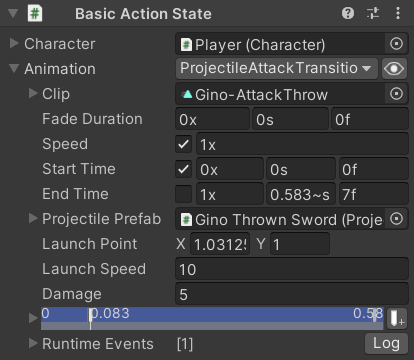 Basic Action State
Character Player (Character)
Animation ProjectileAttackTransitio
Clip Gino-AttackThrow
Fade Duration 0x 0s 0f
Speed 1x
Start Time 0x 0s 0f
End Time 1x 0.583~s 7f
Projectile Prefab Gino Thrown Sword (Proje
Launch Point X 1.03125 Y 1
Launch Speed 10
Damage 5
0 0.083 0.58
Runtime Events [1] Log